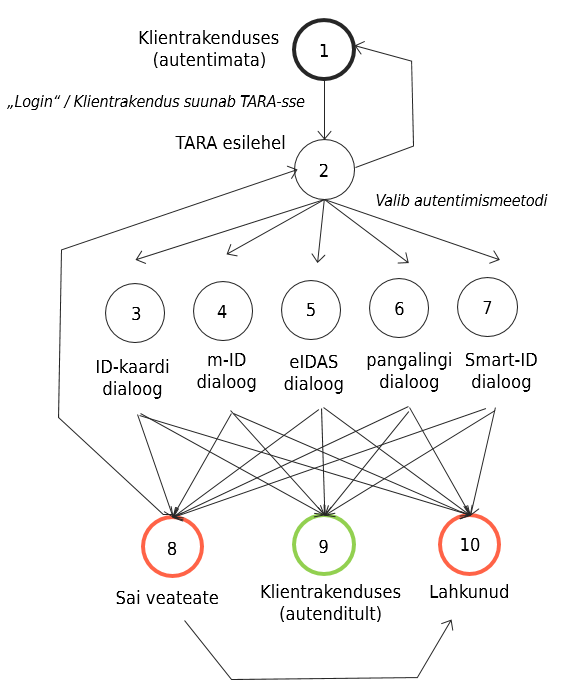 Klientrakenduses
(autentimata)
1
„Login“ / Klientrakendus suunab TARA-sse
TARA esilehel
2
Valib autentimismeetodi
3
4
5
6
7
ID-kaardi
dialoog
m-ID
dialoog
eIDAS
dialoog
pangalingi
dialoog
Smart-ID
dialoog
8
9
10
Sai veateate
Klientrakenduses
(autenditult)
Lahkunud